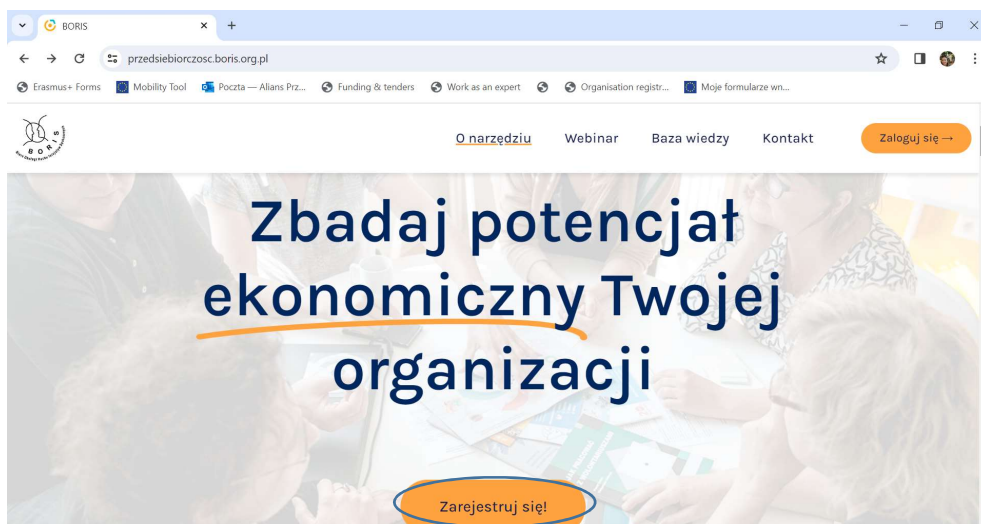 BORIS
przedsiebiorczosc.boris.org.pl
Erasmus+ Forms Mobility Tool Poczta — Alians Prz... Funding & tenders Work as an expert Organisation registr... Moje formularze wn...
BORIS
O narzędziu Webinar Baza wiedzy Kontakt Zaloguj się →
Zbadaj potencjał
ekonomiczny Twojej
organizacji
Zarejestruj się!